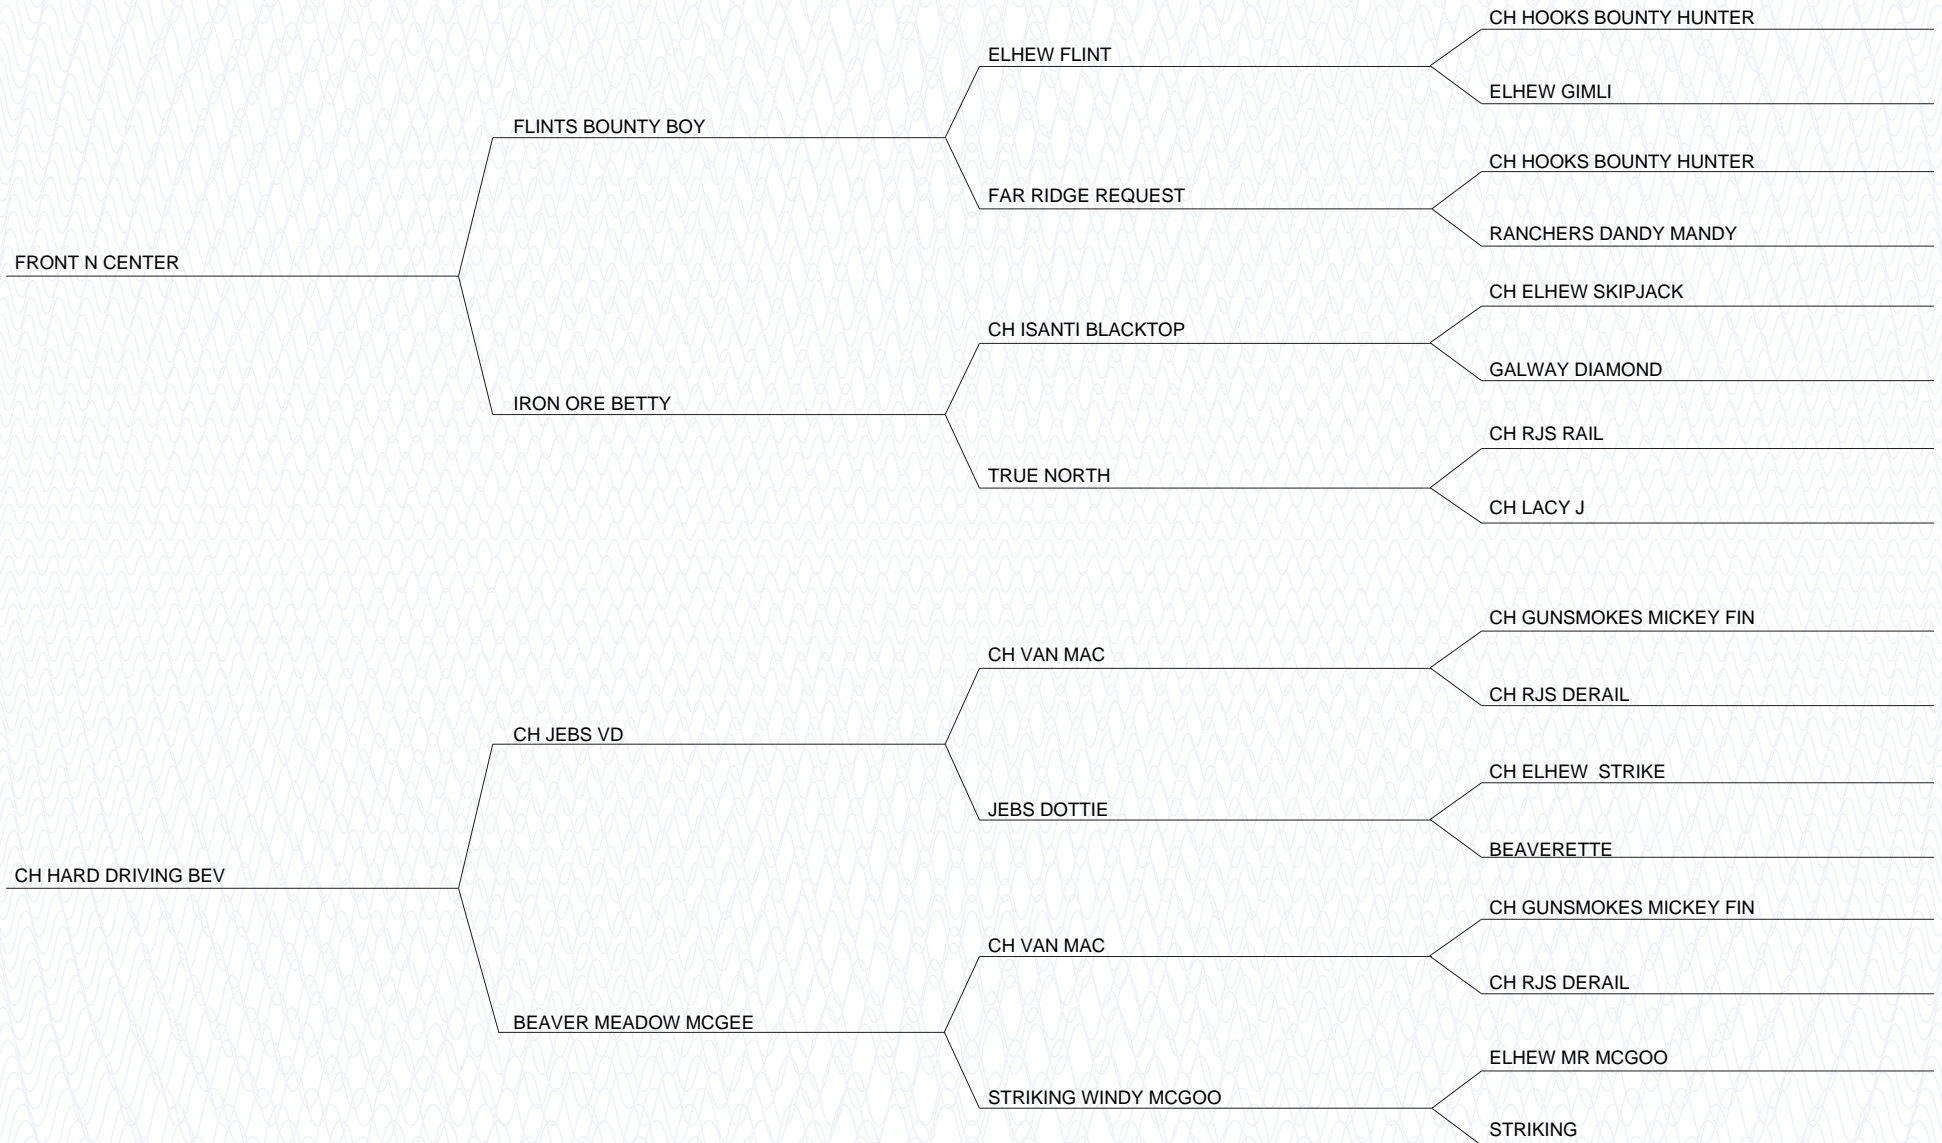 CH HOOKS BOUNTY HUNTER
ELHEW FLINT
ELHEW GIMLI
FLINTS BOUNTY BOY
CH HOOKS BOUNTY HUNTER
FAR RIDGE REQUEST
RANCHERS DANDY MANDY
FRONT N CENTER
CH ELHEW SKIPJACK
CH ISANTI BLACKTOP
GALWAY DIAMOND
IRON ORE BETTY
CH RJS RAIL
TRUE NORTH
CH LACY J
CH GUNSMOKES MICKEY FIN
CH VAN MAC
CH RJS DERAIL
CH JEBS VD
CH ELHEW  STRIKE
JEBS DOTTIE
BEAVERETTE
CH HARD DRIVING BEV
CH GUNSMOKES MICKEY FIN
CH VAN MAC
CH RJS DERAIL
BEAVER MEADOW MCGEE
ELHEW MR MCGOO
STRIKING WINDY MCGOO
STRIKING